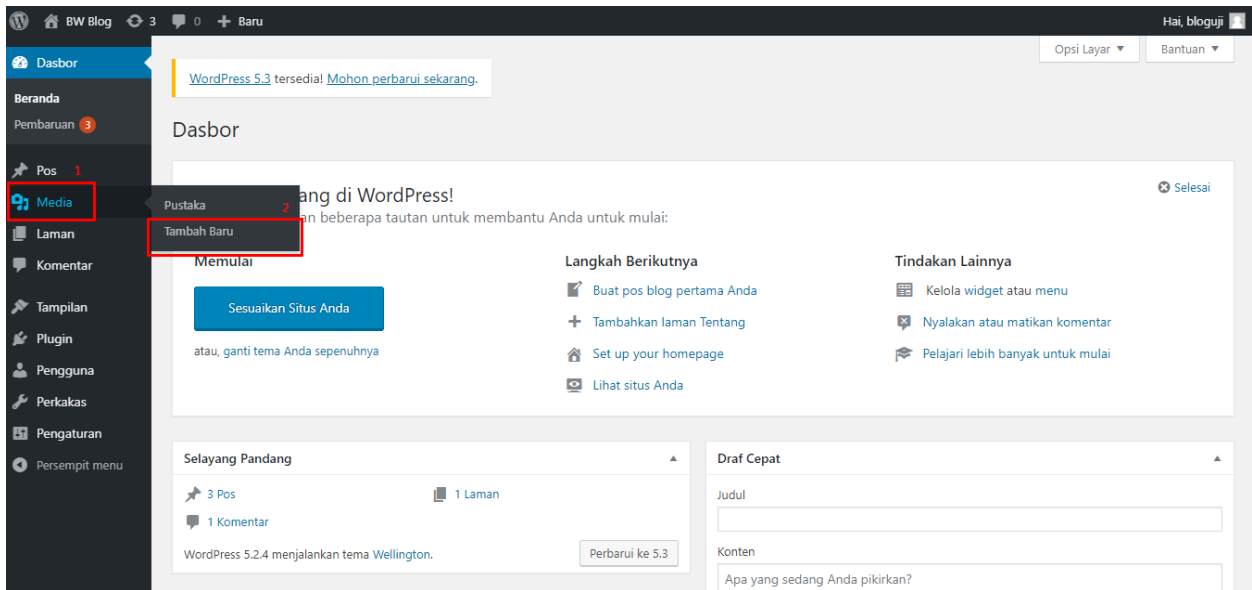 BW Blog 3 0 + Baru Hai, bloguji
Opsi Layar ▼ Bantuan ▼
Dasbor
Beranda
Pembaruan 3
Pos 1
Media
Laman
Komentar
Tampilan
Plugin
Pengguna
Perkakas
Pengaturan
Persempit menu
Pustaka 2
Tambah Baru
WordPress 5.3 tersedia! Mohon perbarui sekarang.
Dasbor
di WordPress!
beberapa tautan untuk membantu Anda untuk mulai:
Selesai
Memulai
Sesuaikan Situs Anda
atau, ganti tema Anda sepenuhnya
Langkah Berikutnya
Buat pos blog pertama Anda
Tambahkan laman Tentang
Set up your homepage
Lihat situs Anda
Tindakan Lainnya
Kelola widget atau menu
Nyalakan atau matikan komentar
Pelajari lebih banyak untuk mulai
Selayang Pandang
3 Pos 1 Laman
1 Komentar
WordPress 5.2.4 menjalankan tema Wellington.
Perbarui ke 5.3
Draf Cepat
Judul
Konten
Apa yang sedang Anda pikirkan?